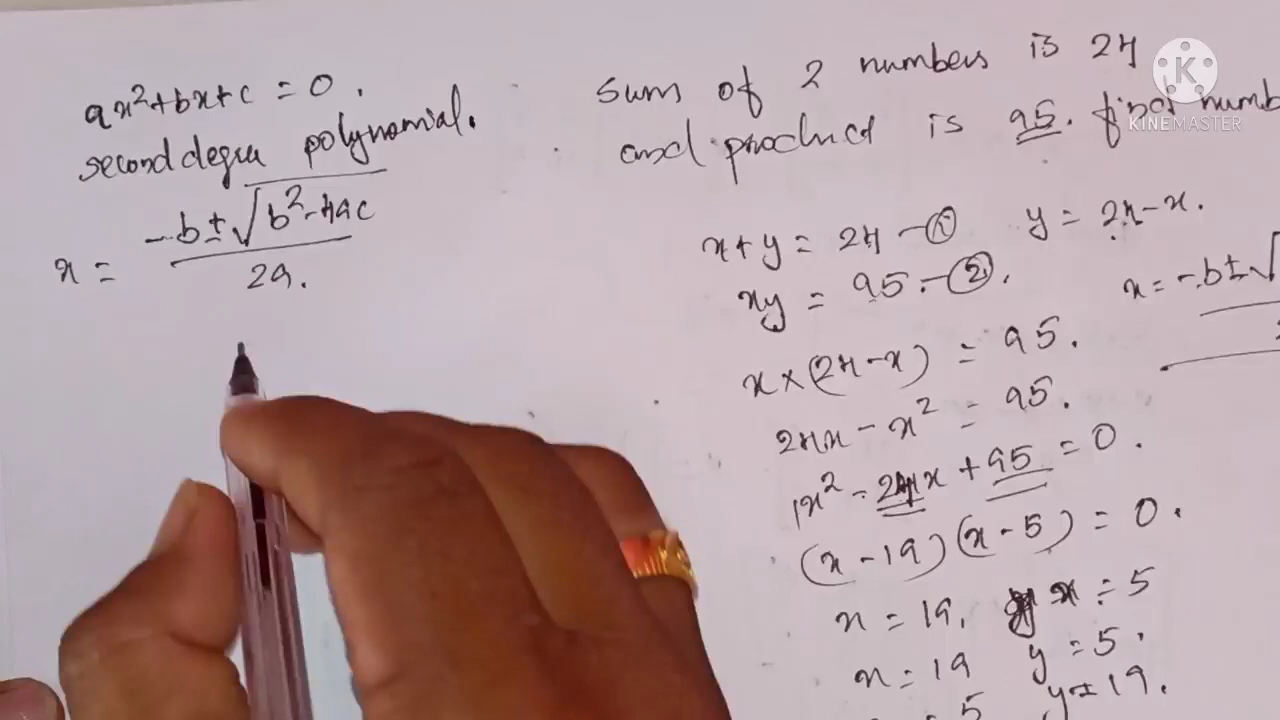 ax²+bx+c = 0.
second degree polynomial.
x = -b ± √b²-4ac
2a.
Sum of 2 numbers is 24
and product is 95. find numb
x+y = 24 -①
y = 24-x.
xy = 95. -②.
x = -b±√
x×(24-x) = 95.
24x - x² = 95.
1x² - 24x + 95 = 0.
(x-19)(x-5) = 0.
x = 19, x = 5
x = 19 y = 5.
5 y = 19.
KINEMASTER